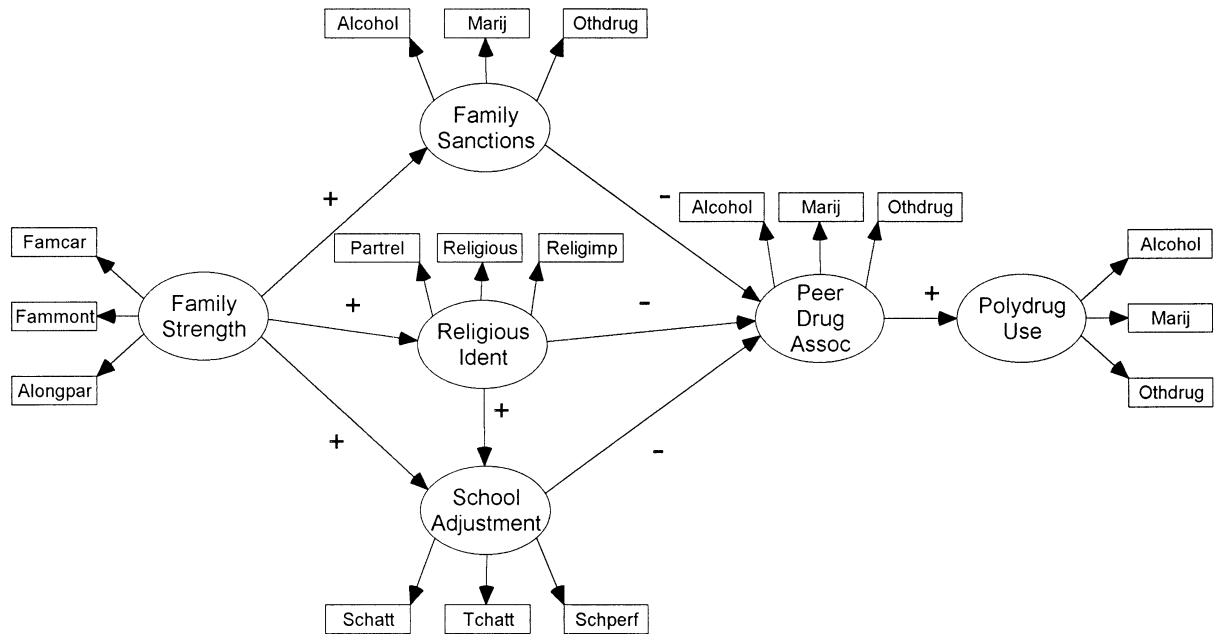 Alcohol
Marij
Othdrug
Family
Sanctions
+
-
Alcohol
Marij
Othdrug
Famcar
Partrel
Religious
Religimp
Alcohol
Family
Strength
Fammont
+
Religious
Ident
-
Peer
Drug
Assoc
+
Polydrug
Use
Marij
Alongpar
Othdrug
+
+
-
School
Adjustment
Schatt
Tchatt
Schperf